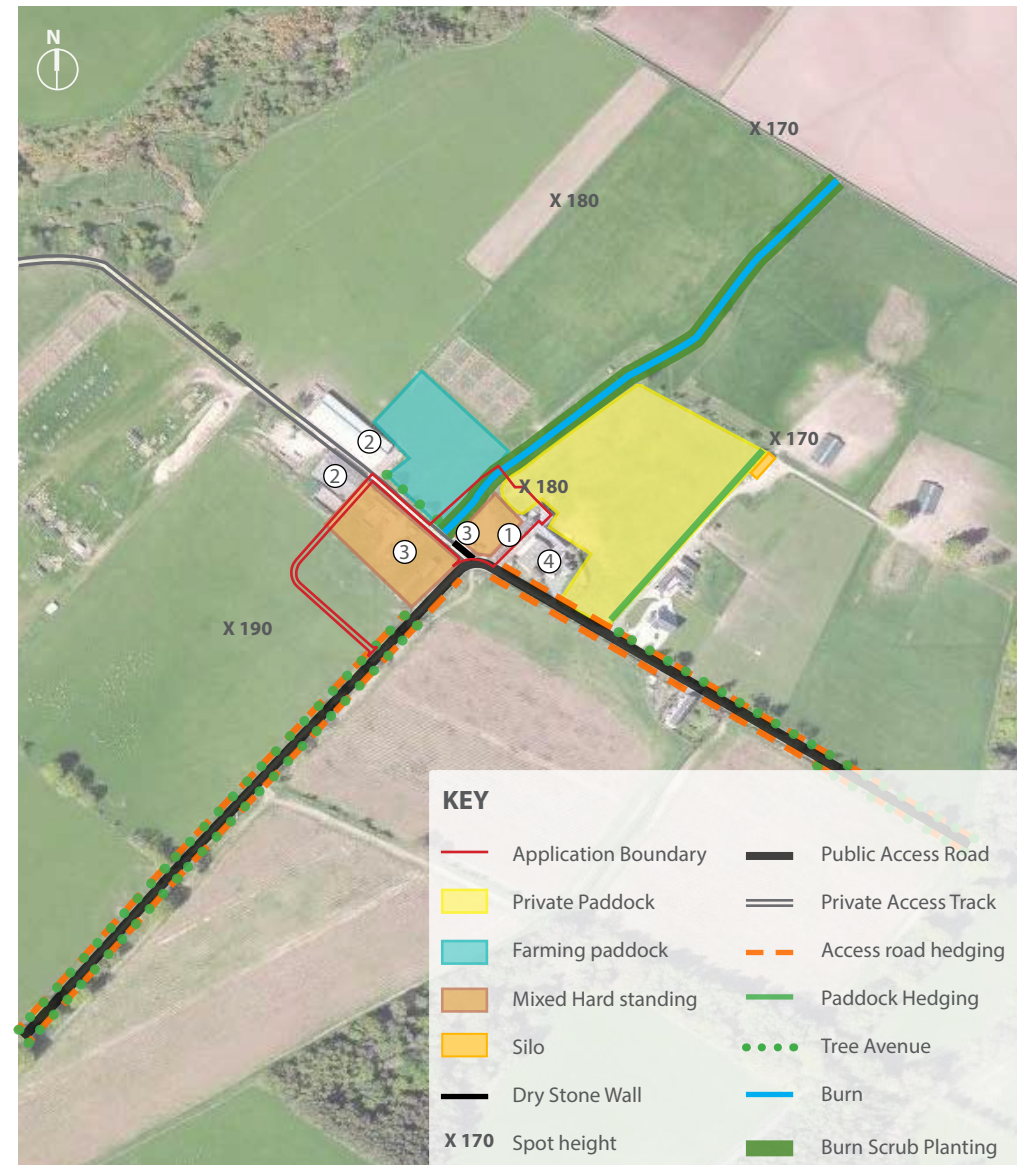 N
X 170
X 180
X 170
2
2
X 180
3
1
3
4
X 190
KEY
Application Boundary
Public Access Road
Private Paddock
Private Access Track
Farming paddock
Access road hedging
Mixed Hard standing
Paddock Hedging
Silo
Tree Avenue
Dry Stone Wall
Burn
X 170 Spot height
Burn Scrub Planting